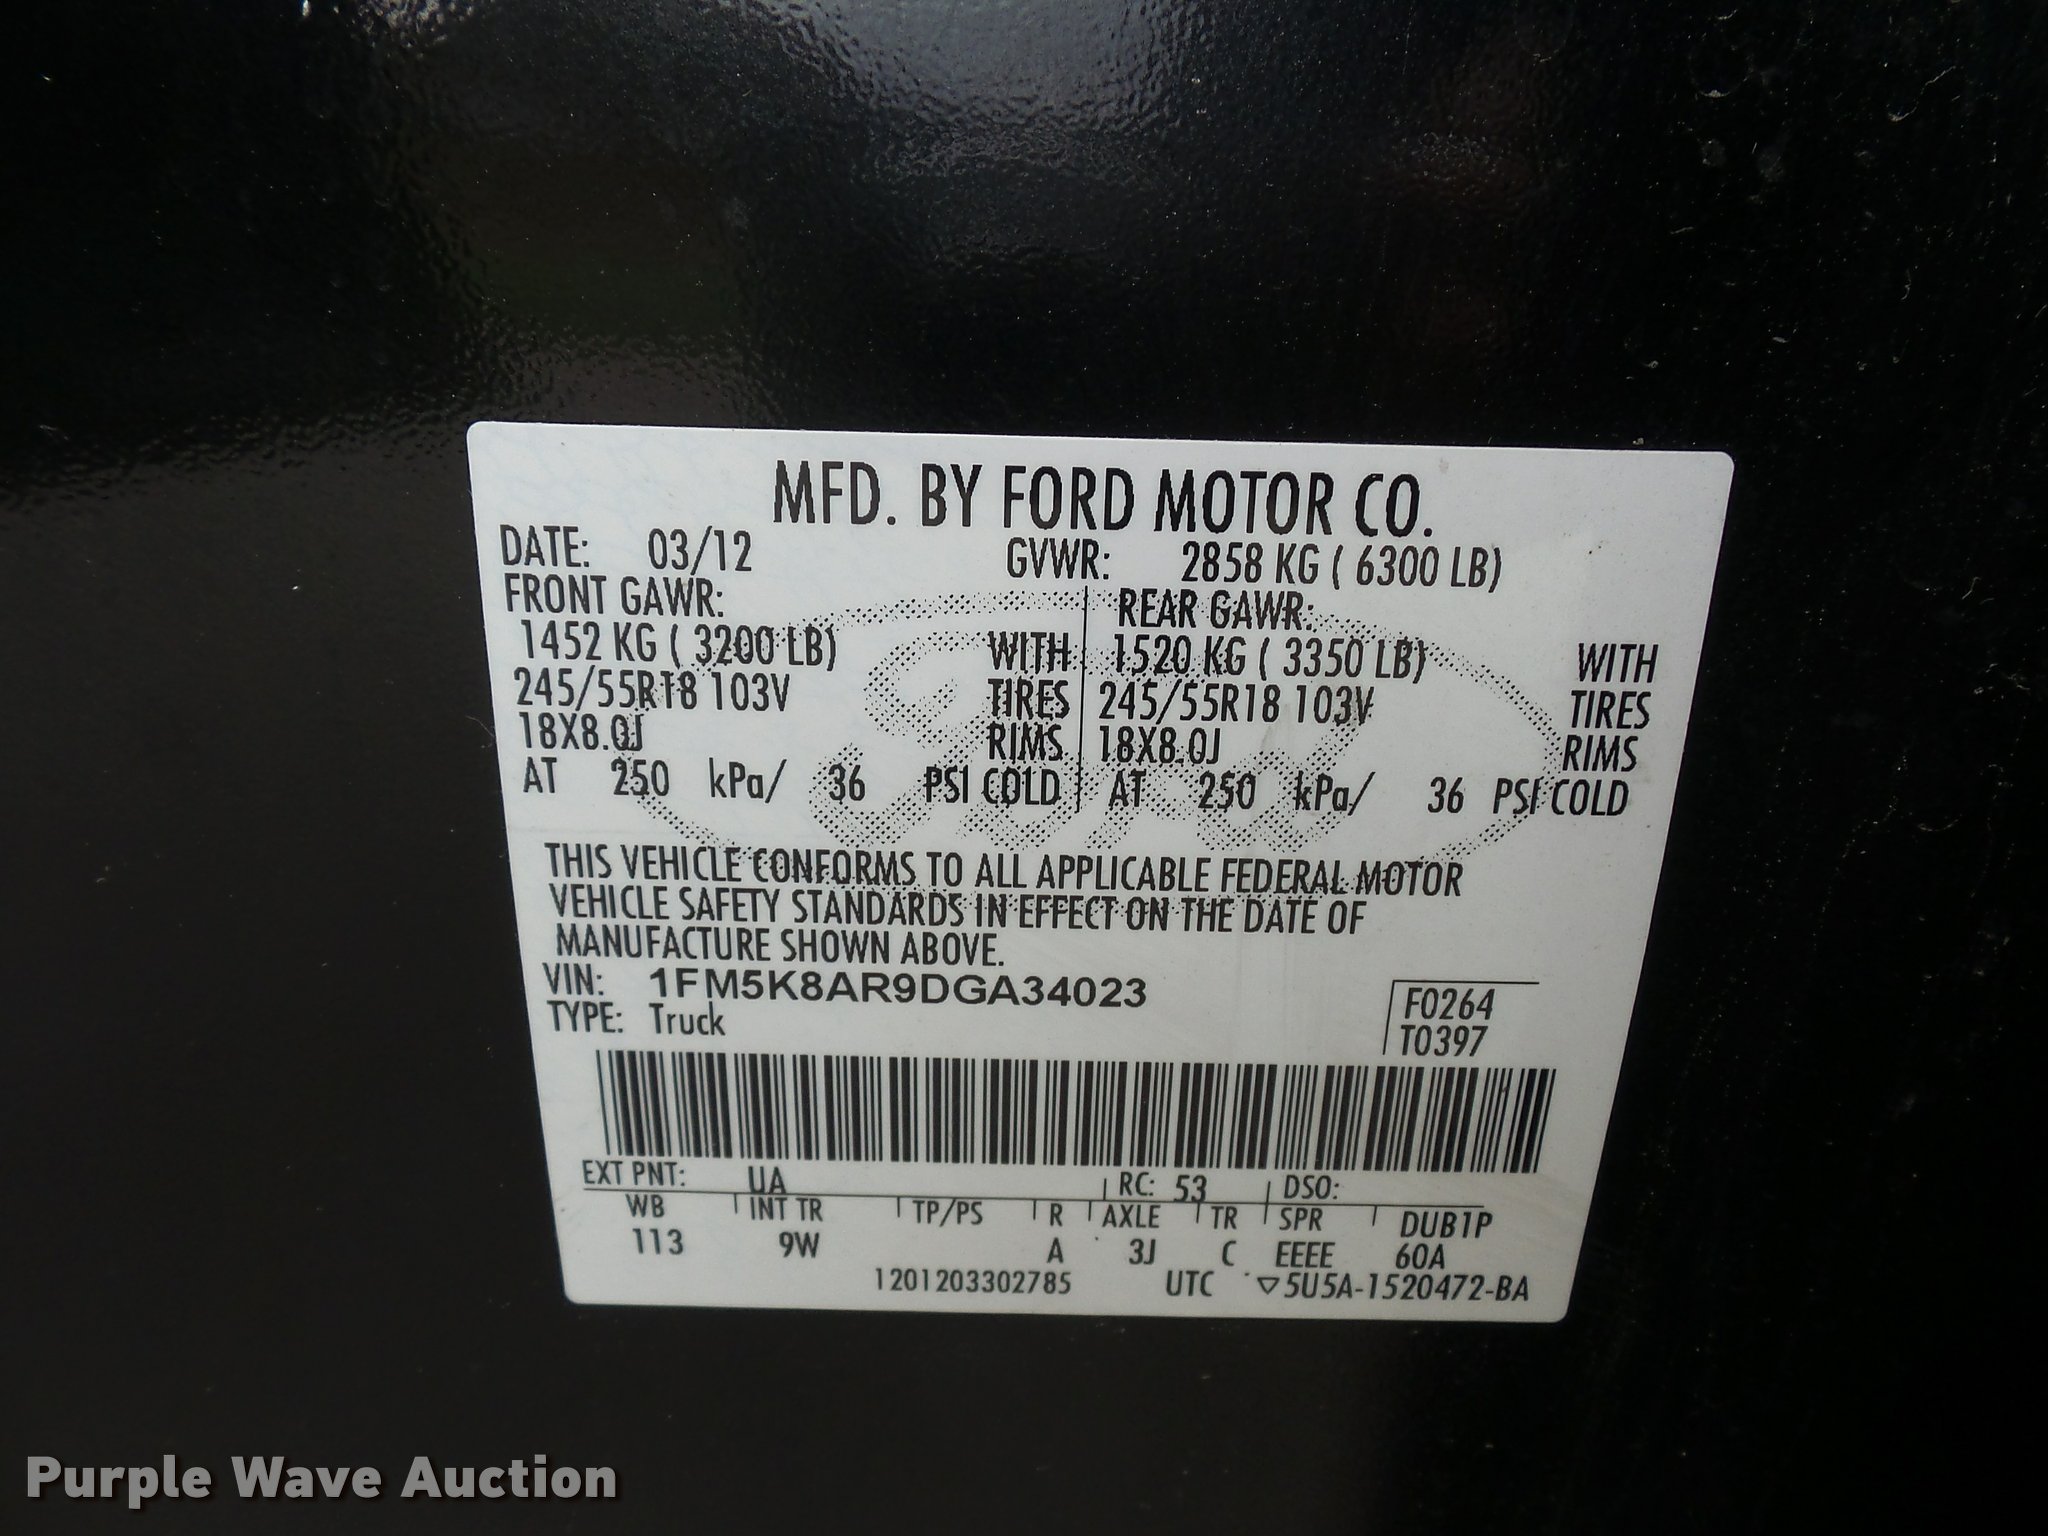 MFD. BY FORD MOTOR CO.
DATE: 03/12 GVWR: 2858 KG ( 6300 LB)
FRONT GAWR: REAR GAWR:
1452 KG ( 3200 LB) WITH 1520 KG ( 3350 LB) WITH
245/55R18 103V TIRES 245/55R18 103V TIRES
18X8.0J RIMS 18X8.0J RIMS
AT 250 kPa/ 36 PSI COLD AT 250 kPa/ 36 PSI COLD
THIS VEHICLE CONFORMS TO ALL APPLICABLE FEDERAL MOTOR
VEHICLE SAFETY STANDARDS IN EFFECT ON THE DATE OF
MANUFACTURE SHOWN ABOVE.
VIN: 1FM5K8AR9DGA34023
TYPE: Truck
F0264
T0397
EXT PNT: UA RC: 53 DSO:
WB INT TR TP/PS R AXLE TR SPR DUB1P
113 9W A 3J C EEEE 60A
1201203302785 UTC ▽5U5A-1520472-BA
Purple Wave Auction